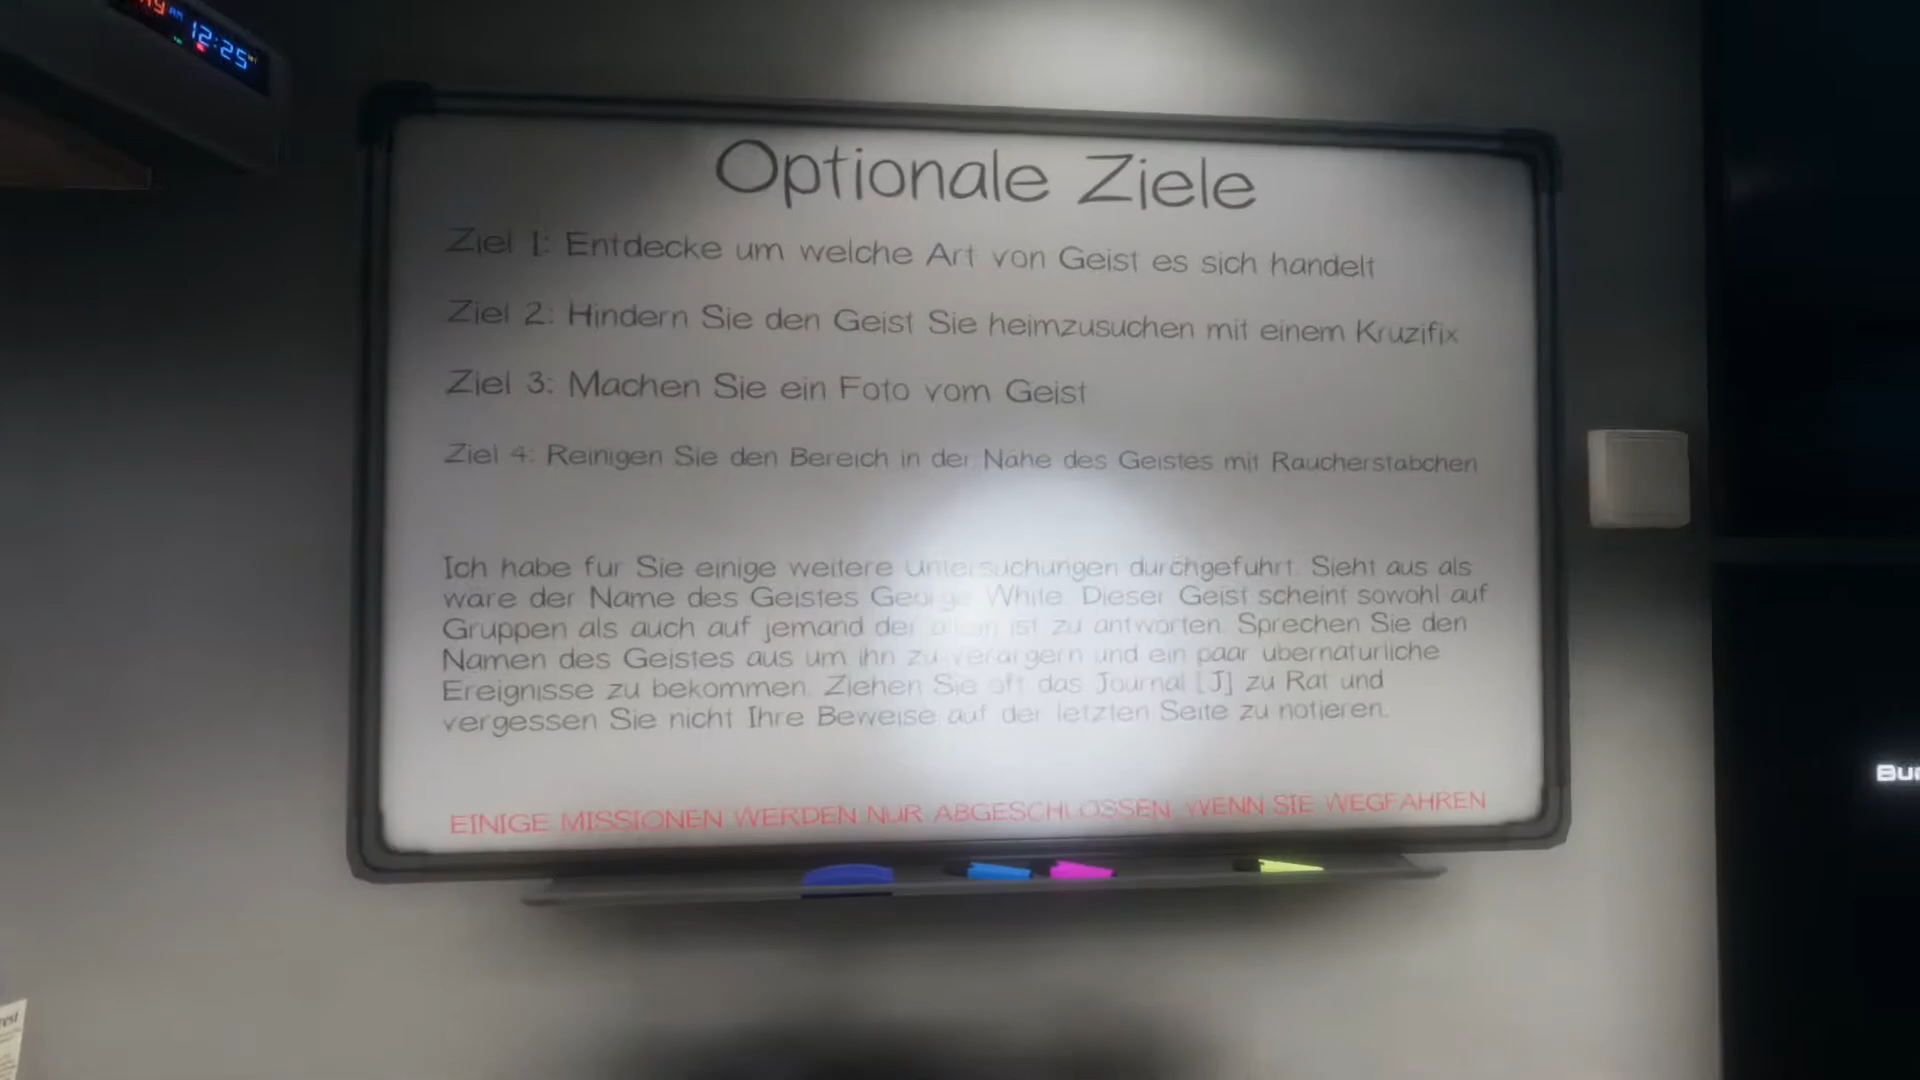 12:25
Optionale Ziele
Ziel 1: Entdecke um welche Art von Geist es sich handelt
Ziel 2: Hindern Sie den Geist Sie heimzusuchen mit einem Kruzifix
Ziel 3: Machen Sie ein Foto vom Geist
Ziel 4: Reinigen Sie den Bereich in der Nahe des Geistes mit Raucherstabchen
Ich habe fur Sie einige weitere Untersuchungen durchgefuhrt. Sieht aus als
ware der Name des Geistes George White. Dieser Geist scheint sowohl auf
Gruppen als auch auf jemand der allein ist zu antworten. Sprechen Sie den
Namen des Geistes aus um ihn zu verargern und ein paar ubernaturliche
Ereignisse zu bekommen. Ziehen Sie oft das Journal [J] zu Rat und
vergessen Sie nicht Ihre Beweise auf der letzten Seite zu notieren.
EINIGE MISSIONEN WERDEN NUR ABGESCHLOSSEN, WENN SIE WEGFAHREN